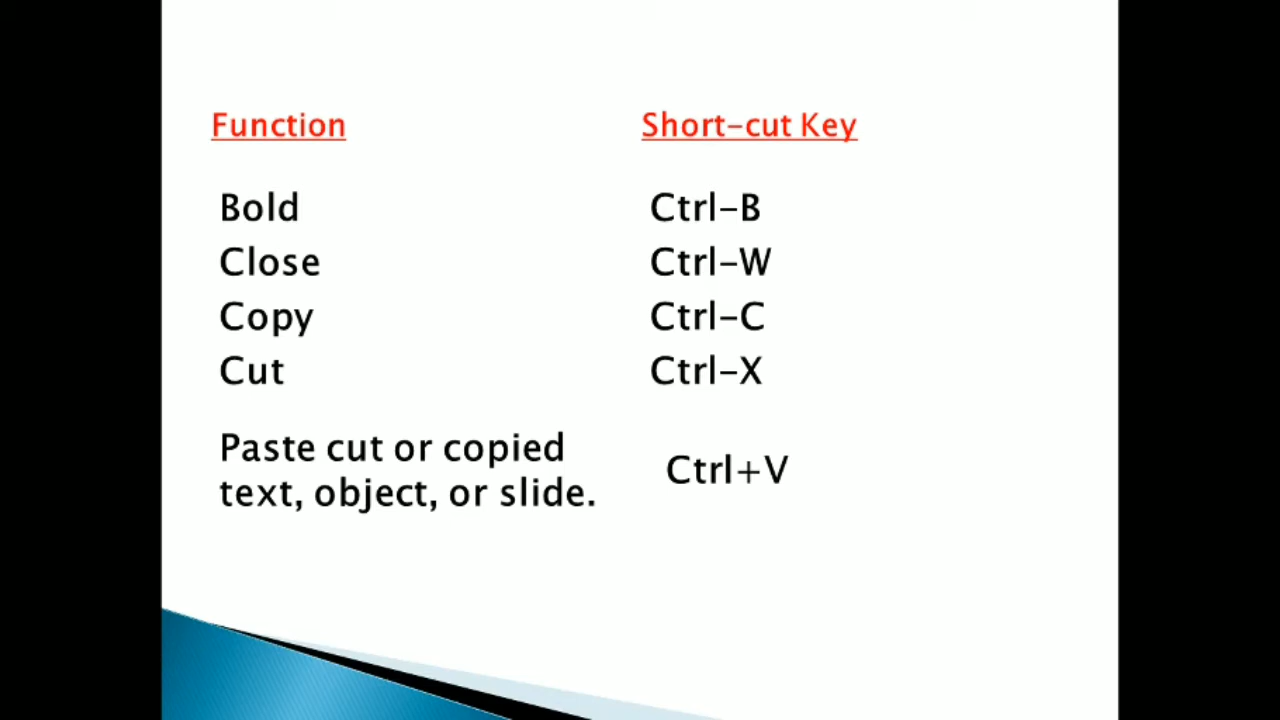 Function Short-cut Key
Bold Ctrl-B
Close Ctrl-W
Copy Ctrl-C
Cut Ctrl-X
Paste cut or copied
text, object, or slide.
Ctrl+V